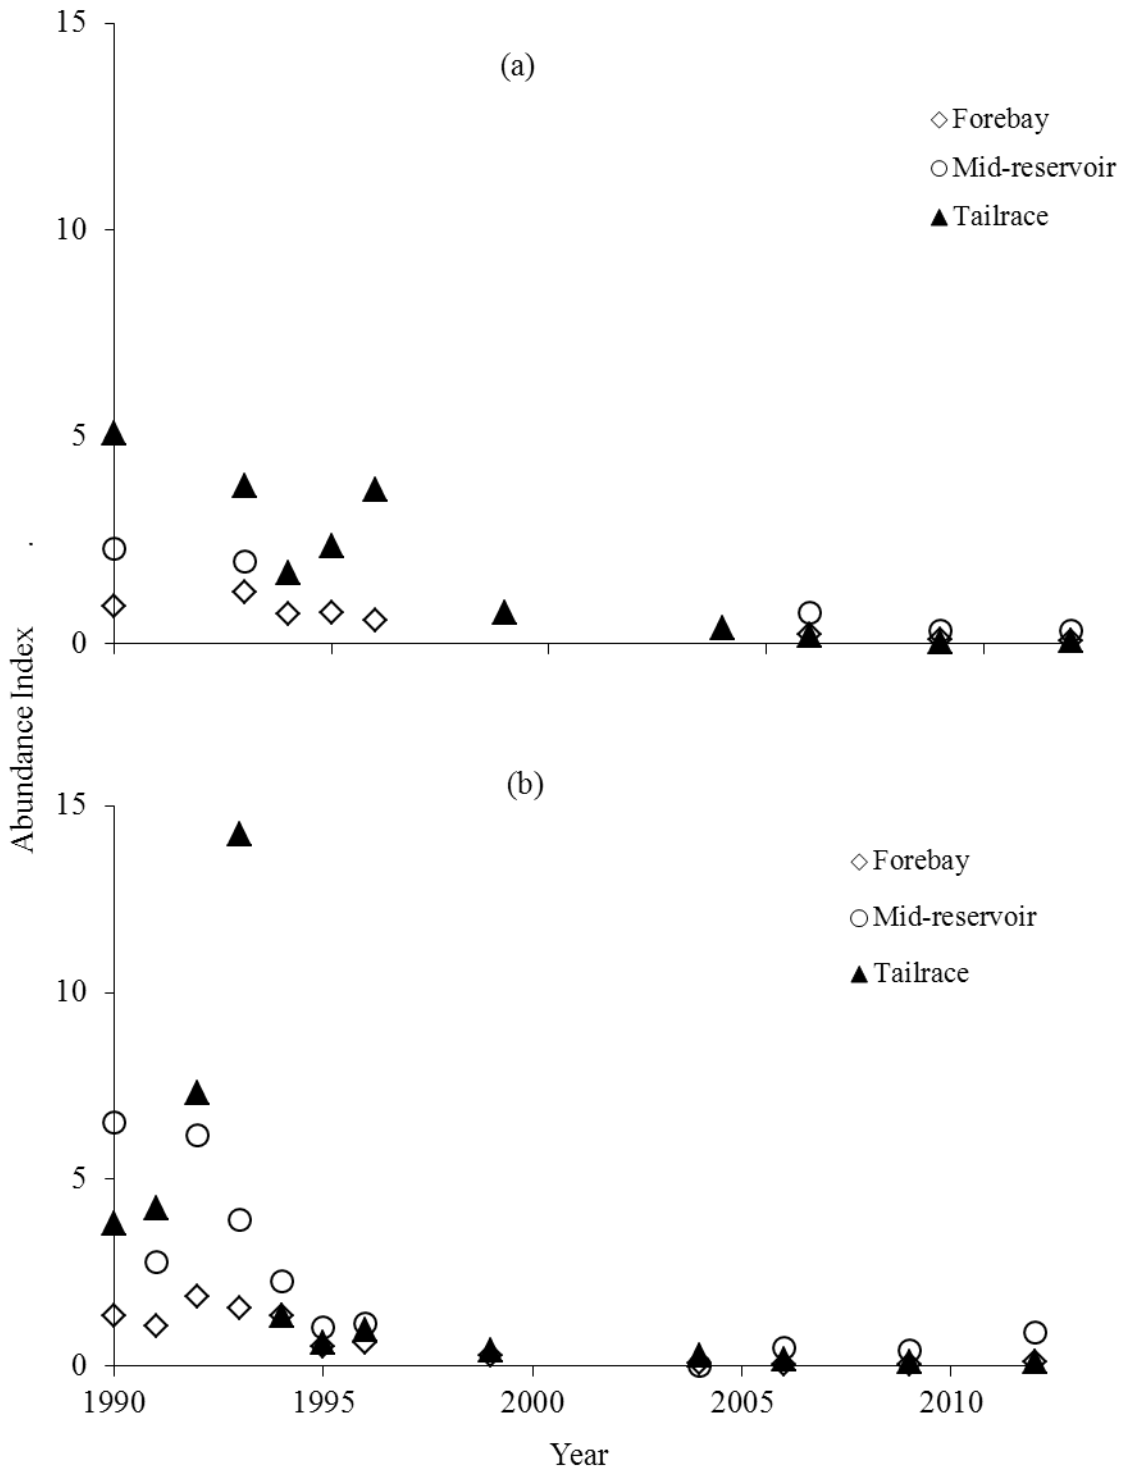 15
(a)
Forebay
Mid-reservoir
Tailrace
10
5
0
Abundance Index
.
(b)
15
Forebay
Mid-reservoir
Tailrace
10
5
0
1990 1995 2000 2005 2010
Year